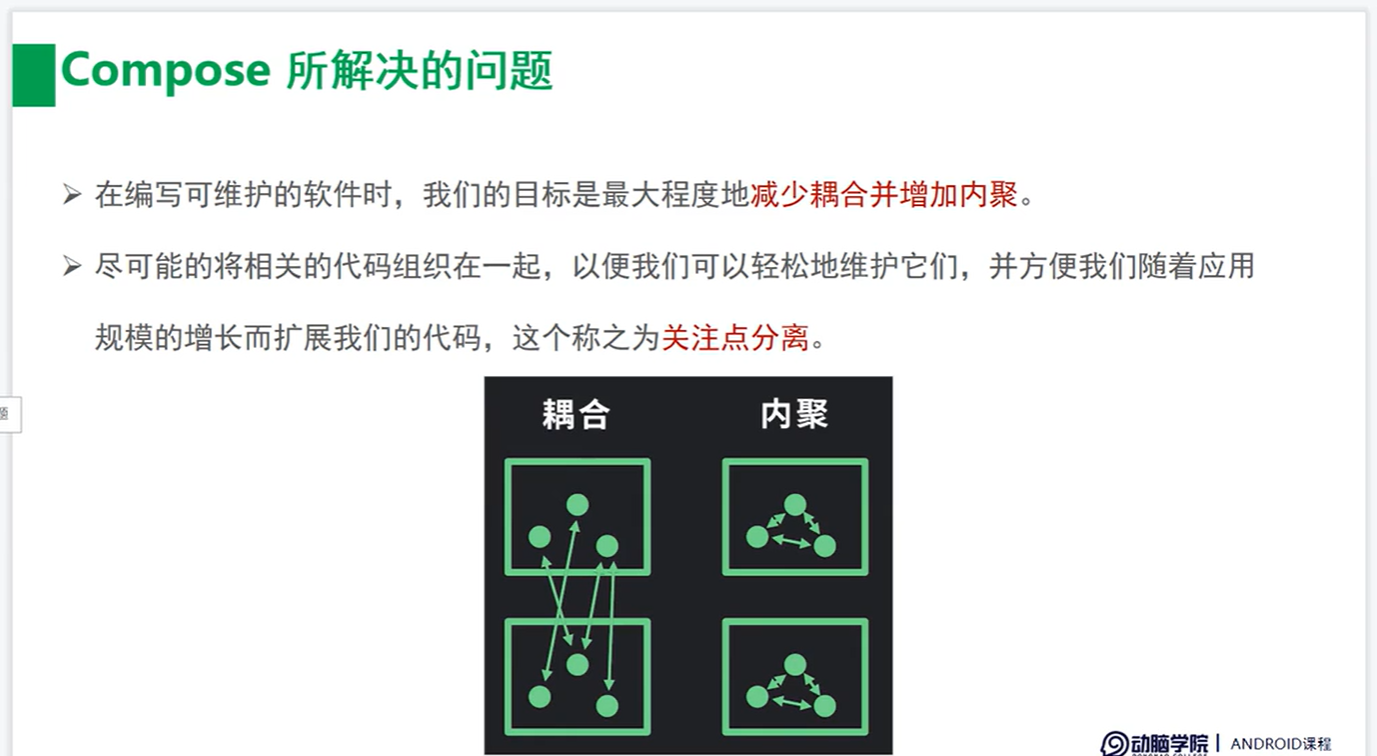 Compose 所解决的问题
➢ 在编写可维护的软件时，我们的目标是最大程度地减少耦合并增加内聚。
➢ 尽可能的将相关的代码组织在一起，以便我们可以轻松地维护它们，并方便我们随着应用
规模的增长而扩展我们的代码，这个称之为关注点分离。
题
耦合 内聚
动脑学院 | ANDROID课程